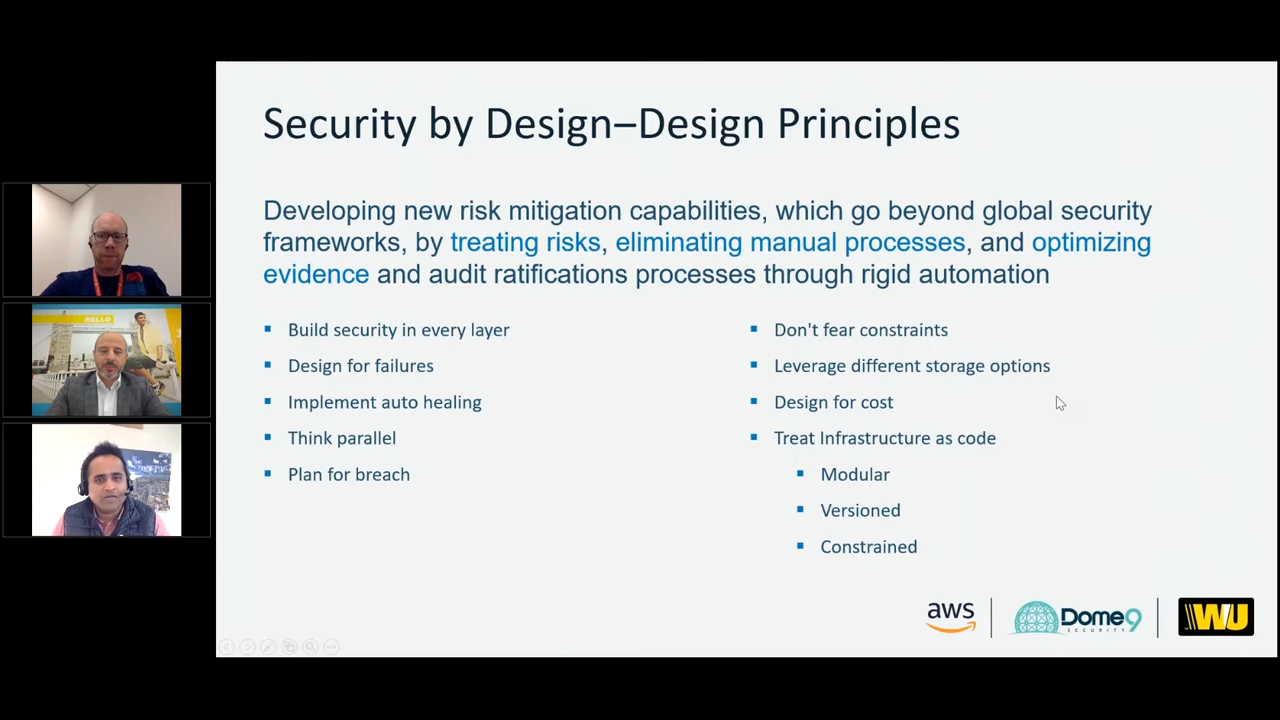 Security by Design–Design Principles
Developing new risk mitigation capabilities, which go beyond global security
frameworks, by treating risks, eliminating manual processes, and optimizing
evidence and audit ratifications processes through rigid automation
Build security in every layer
Design for failures
Implement auto healing
Think parallel
Plan for breach
Don't fear constraints
Leverage different storage options
Design for cost
Treat Infrastructure as code
Modular
Versioned
Constrained
HELLO
aws
Dome9
SECURITY
WU